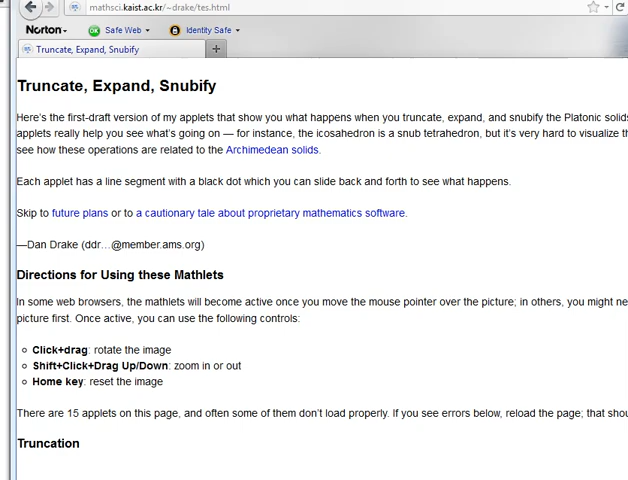 mathsci.kaist.ac.kr/~drake/tes.html
Norton
OK Safe Web
Identity Safe
Truncate, Expand, Snubify
Truncate, Expand, Snubify
Here's the first-draft version of my applets that show you what happens when you truncate, expand, and snubify the Platonic solids
applets really help you see what's going on — for instance, the icosahedron is a snub tetrahedron, but it's very hard to visualize th
see how these operations are related to the Archimedean solids.
Each applet has a line segment with a black dot which you can slide back and forth to see what happens.
Skip to future plans or to a cautionary tale about proprietary mathematics software.
—Dan Drake (ddr…@member.ams.org)
Directions for Using these Mathlets
In some web browsers, the mathlets will become active once you move the mouse pointer over the picture; in others, you might ne
picture first. Once active, you can use the following controls:
Click+drag: rotate the image
Shift+Click+Drag Up/Down: zoom in or out
Home key: reset the image
There are 15 applets on this page, and often some of them don't load properly. If you see errors below, reload the page; that shou
Truncation